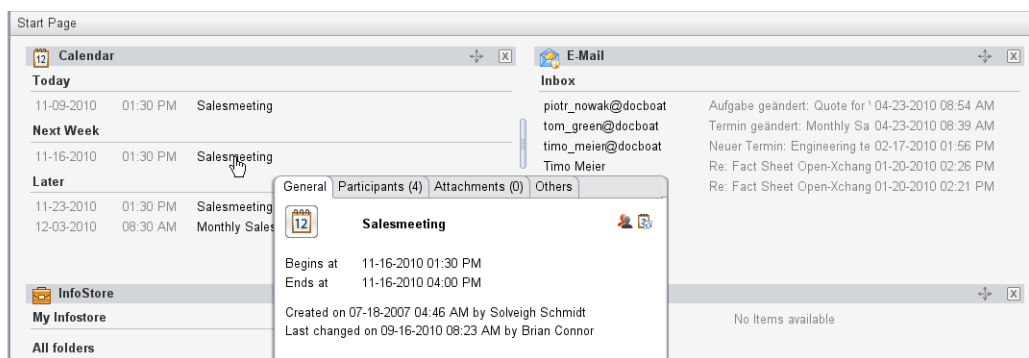 Start Page
12 Calendar
Today
11-09-2010 01:30 PM Salesmeeting
Next Week
11-16-2010 01:30 PM Salesmeeting
Later
11-23-2010 01:30 PM Salesmeeting
12-03-2010 08:30 AM Monthly Sales
E-Mail
Inbox
piotr_nowak@docboat Aufgabe geändert: Quote for 04-23-2010 08:54 AM
tom_green@docboat Termin geändert: Monthly Sa 04-23-2010 08:39 AM
timo_meier@docboat Neuer Termin: Engineering te 02-17-2010 01:56 PM
Timo Meier Re: Fact Sheet Open-Xchang 01-20-2010 02:26 PM
Re: Fact Sheet Open-Xchang 01-20-2010 02:21 PM
General Participants (4) Attachments (0) Others
12 Salesmeeting
Begins at 11-16-2010 01:30 PM
Ends at 11-16-2010 04:00 PM
Created on 07-18-2007 04:46 AM by Solveigh Schmidt
Last changed on 09-16-2010 08:23 AM by Brian Connor
InfoStore
My Infostore
All folders
No Items available